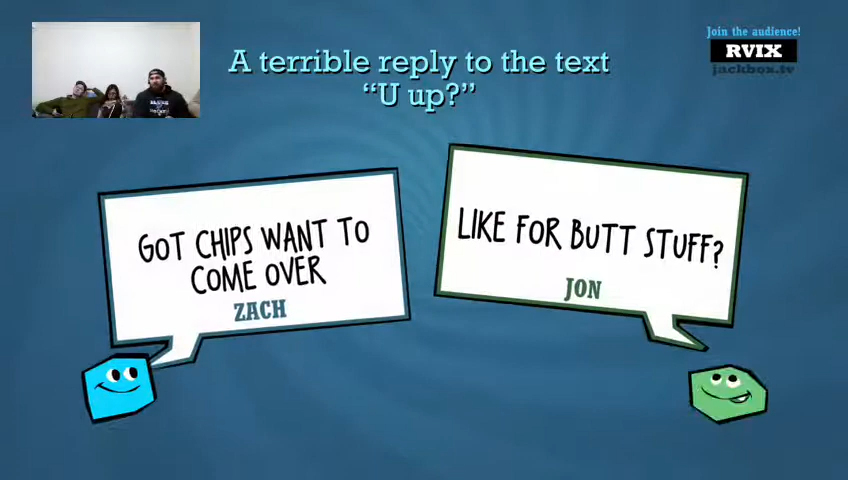 Join the audience!
RVIX
jackbox.tv
A terrible reply to the text
“U up?”
GOT CHIPS WANT TO
COME OVER
ZACH
LIKE FOR BUTT STUFF?
JON